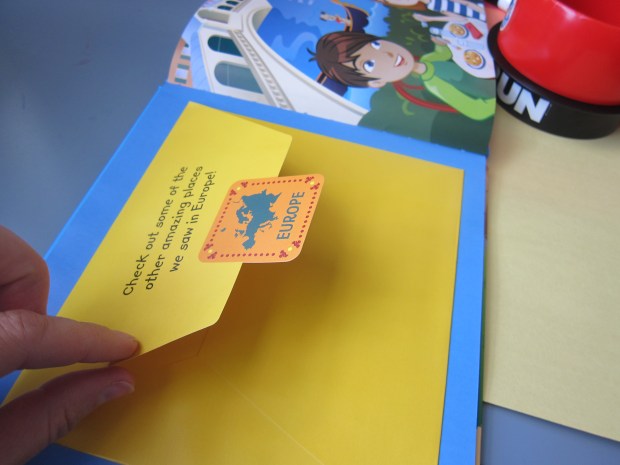 Check out some of the
other amazing places
we saw in Europe!
EUROPE
UN